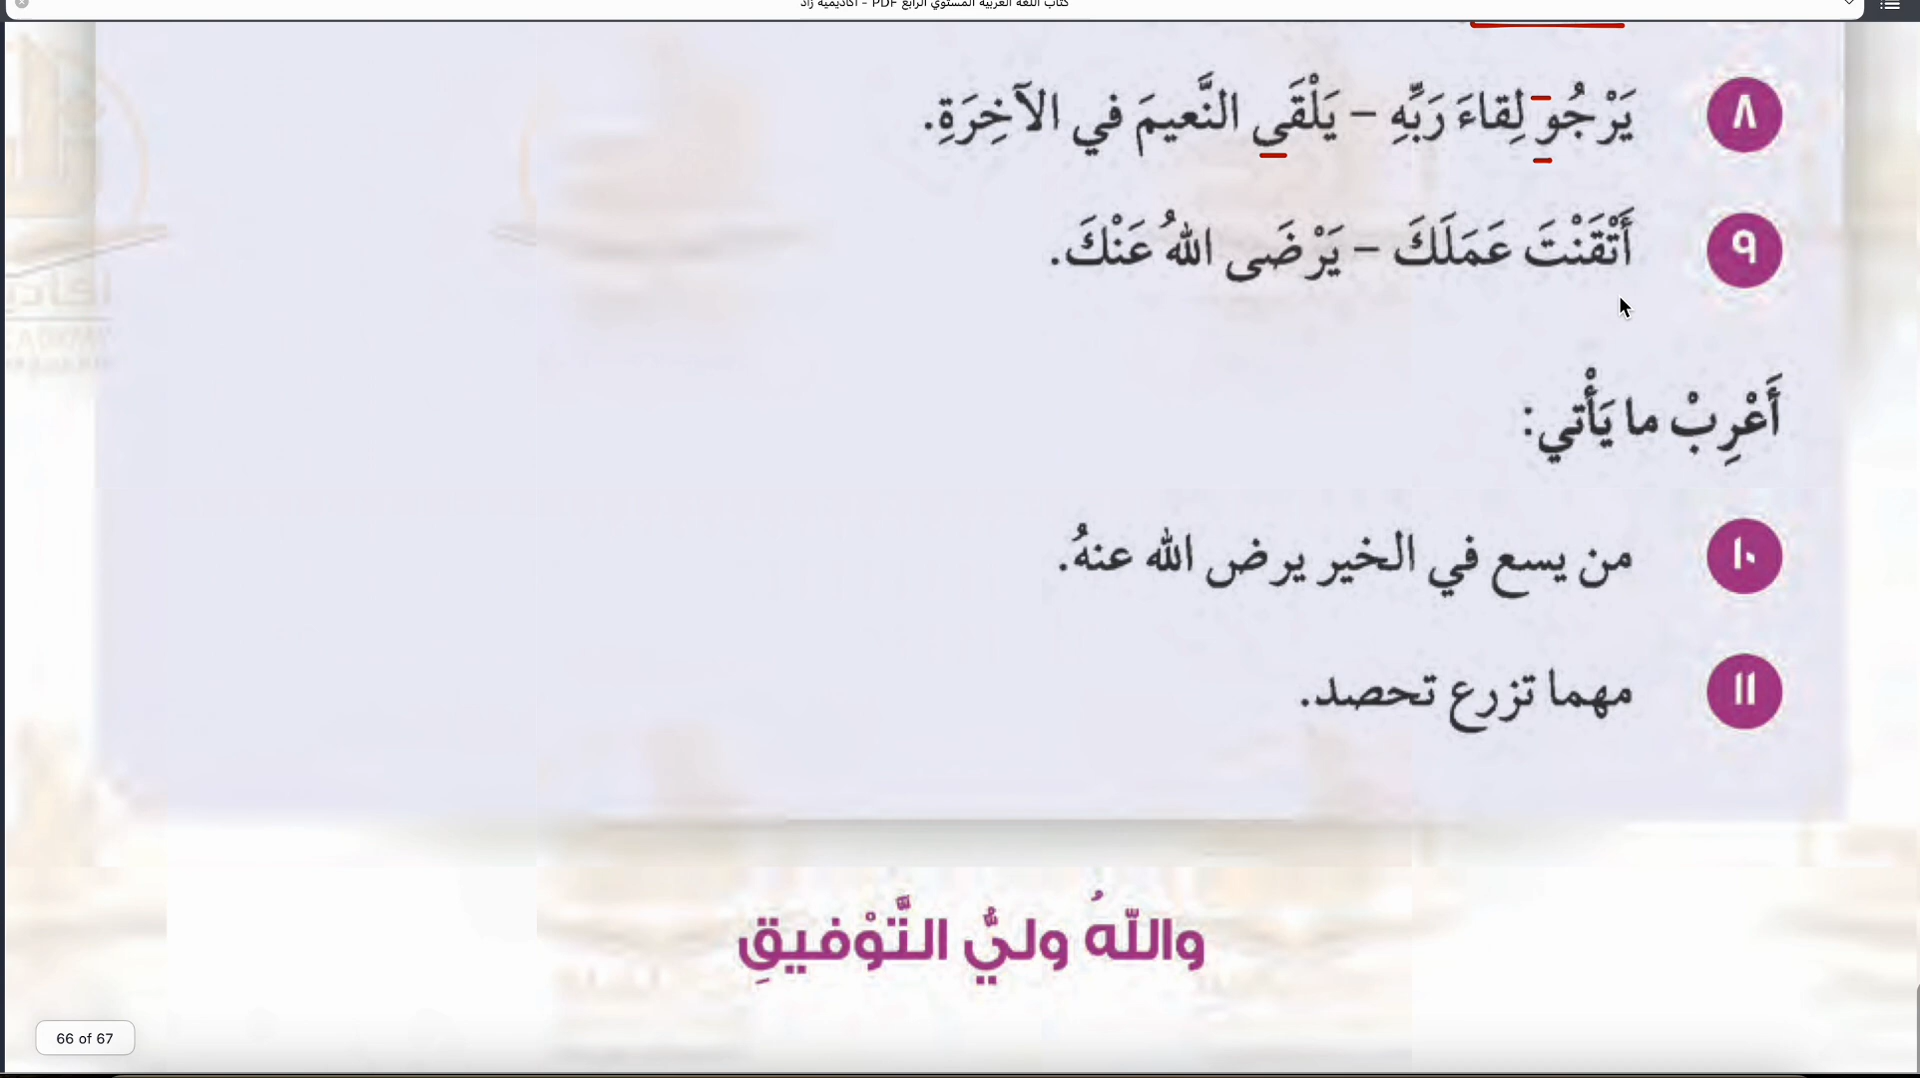 كتاب اللغة العربية المستوي الرابع PDF - أكاديمية زاد
٨ يَرْجُو لِقاءَ رَبِّهِ – يَلْقَى النَّعيمَ في الآخِرَةِ.
٩ أَتْقَنْتَ عَمَلَكَ – يَرْضَى اللهُ عَنْكَ.
أَعْرِبْ ما يَأْتي:
١٠ من يسع في الخير يرض الله عنهُ.
١١ مهما تزرع تحصد.
واللّهُ وليُّ التَّوْفيقِ
66 of 67